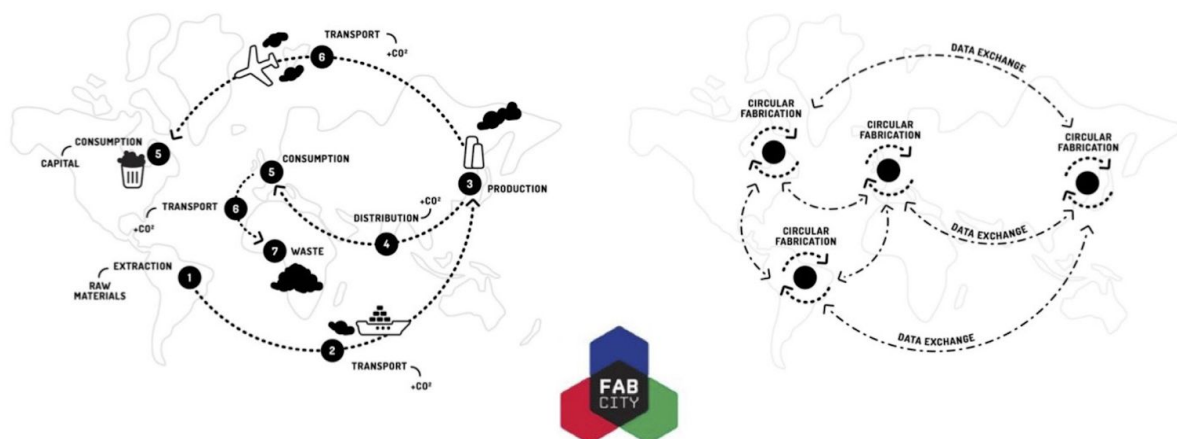 TRANSPORT
+CO²
6
CONSUMPTION
CAPITAL
5
5
CONSUMPTION
3
PRODUCTION
TRANSPORT
6
+CO²
+CO²
DISTRIBUTION
4
7
WASTE
EXTRACTION
1
RAW
MATERIALS
2
TRANSPORT
+CO²
FAB
CITY
DATA EXCHANGE
CIRCULAR
FABRICATION
CIRCULAR
FABRICATION
CIRCULAR
FABRICATION
CIRCULAR
FABRICATION
DATA EXCHANGE
DATA EXCHANGE